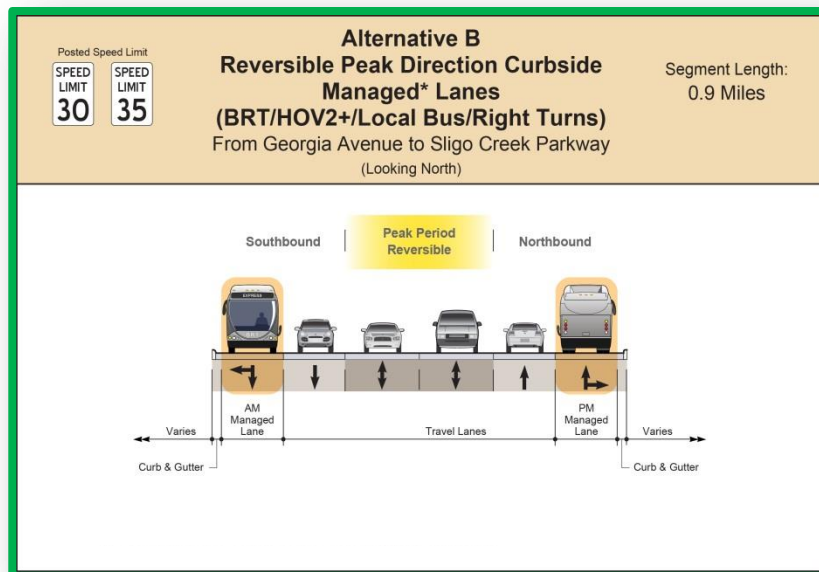 Posted Speed Limit
SPEED
LIMIT
30
SPEED
LIMIT
35
Alternative B
Reversible Peak Direction Curbside
Managed* Lanes
(BRT/HOV2+/Local Bus/Right Turns)
From Georgia Avenue to Sligo Creek Parkway
(Looking North)
Segment Length:
0.9 Miles
Southbound
Peak Period
Reversible
Northbound
EXPRESS
AM
Managed
Lane
PM
Managed
Lane
Varies
Travel Lanes
Varies
Curb & Gutter
Curb & Gutter